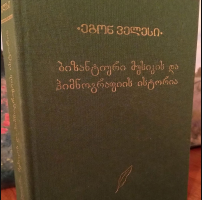 •ეგონ ველესი•
ბიზანტიური მუსიკის და
ჰიმნოგრაფიის ისტორია